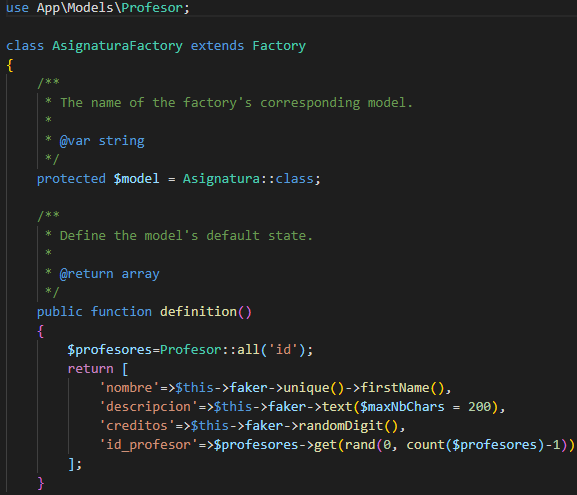 use App\Models\Profesor;
class AsignaturaFactory extends Factory
{
/**
* The name of the factory's corresponding model.
*
* @var string
*/
protected $model = Asignatura::class;
/**
* Define the model's default state.
*
* @return array
*/
public function definition()
{
$profesores=Profesor::all('id');
return [
'nombre'=>$this->faker->unique()->firstName(),
'descripcion'=>$this->faker->text($maxNbChars = 200),
'creditos'=>$this->faker->randomDigit(),
'id_profesor'=>$profesores->get(rand(0, count($profesores)-1))
];
}